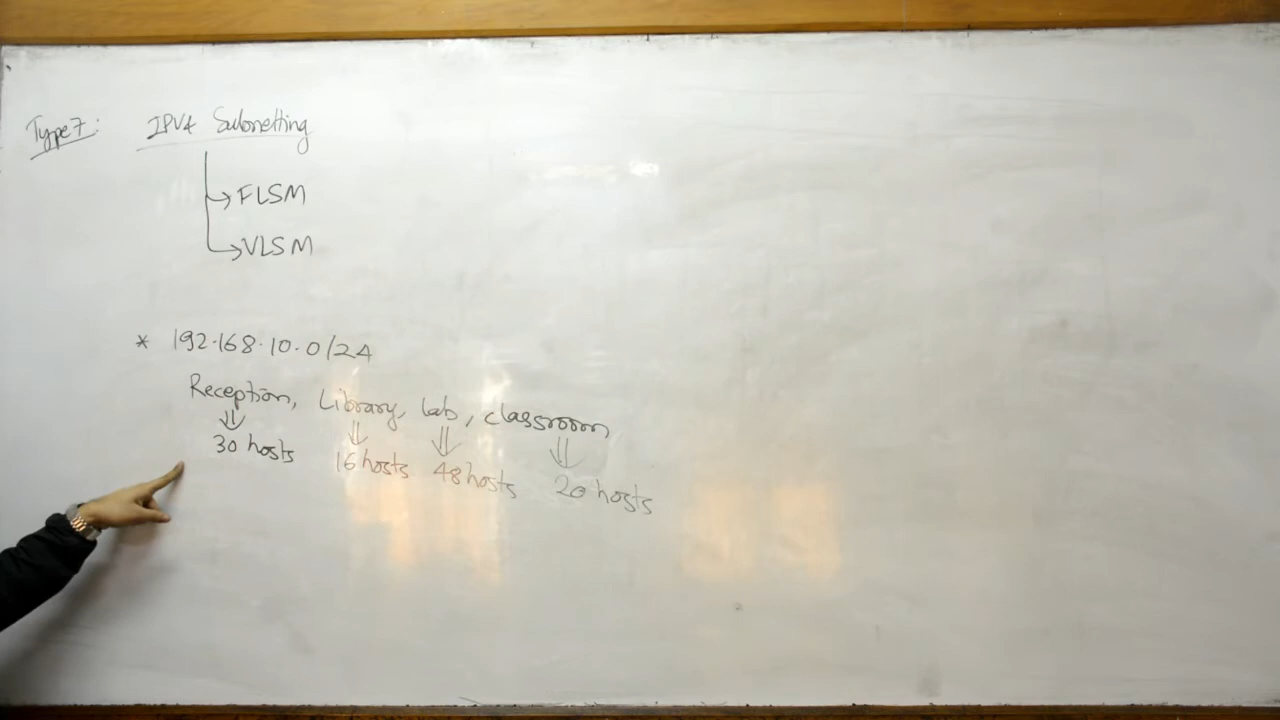 Type 7: IPV4 Subnetting
→ FLSM
→ VLSM
* 192.168.10.0/24
Reception, Library, lab, classroom
30 hosts 16 hosts 48 hosts 20 hosts